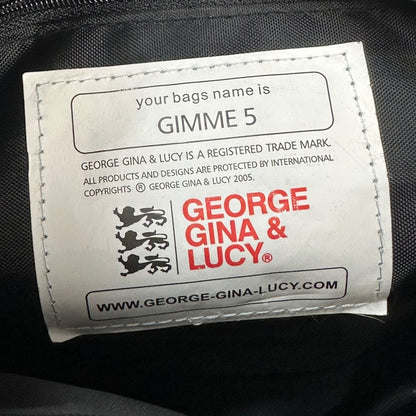 your bags name is
GIMME 5
GEORGE GINA & LUCY IS A REGISTERED TRADE MARK.
ALL PRODUCTS AND DESIGNS ARE PROTECTED BY INTERNATIONAL
COPYRIGHTS ® GEORGE GINA & LUCY 2005.
GEORGE
GINA &
LUCY®
WWW.GEORGE-GINA-LUCY.COM